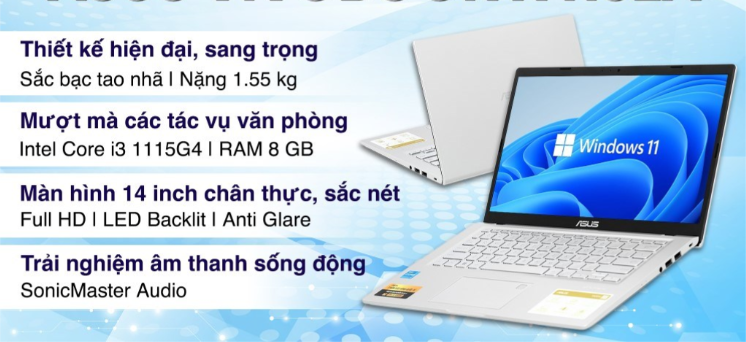 Thiết kế hiện đại, sang trọng
Sắc bạc tao nhã | Nặng 1.55 kg
Mượt mà các tác vụ văn phòng
Intel Core i3 1115G4 | RAM 8 GB
Màn hình 14 inch chân thực, sắc nét
Full HD | LED Backlit | Anti Glare
Trải nghiệm âm thanh sống động
SonicMaster Audio
Windows 11
ASUS